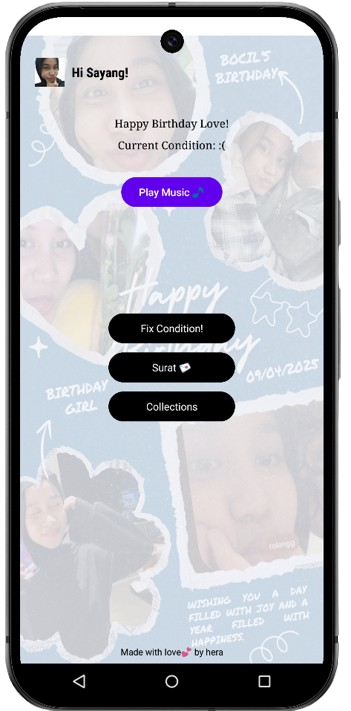 BOCIL'S
BIRTHDAY
Hi Sayang!
Happy Birthday Love!
Current Condition: :(
Play Music 🎵
Happy
Fix Condition!
Surat 💌
09/04/2025
BIRTHDAY
GIRL
Collections
WISHING YOU A DAY
FILLED WITH JOY AND A
YEAR FILLED WITH
HAPPINESS.
Made with love💕 by hera